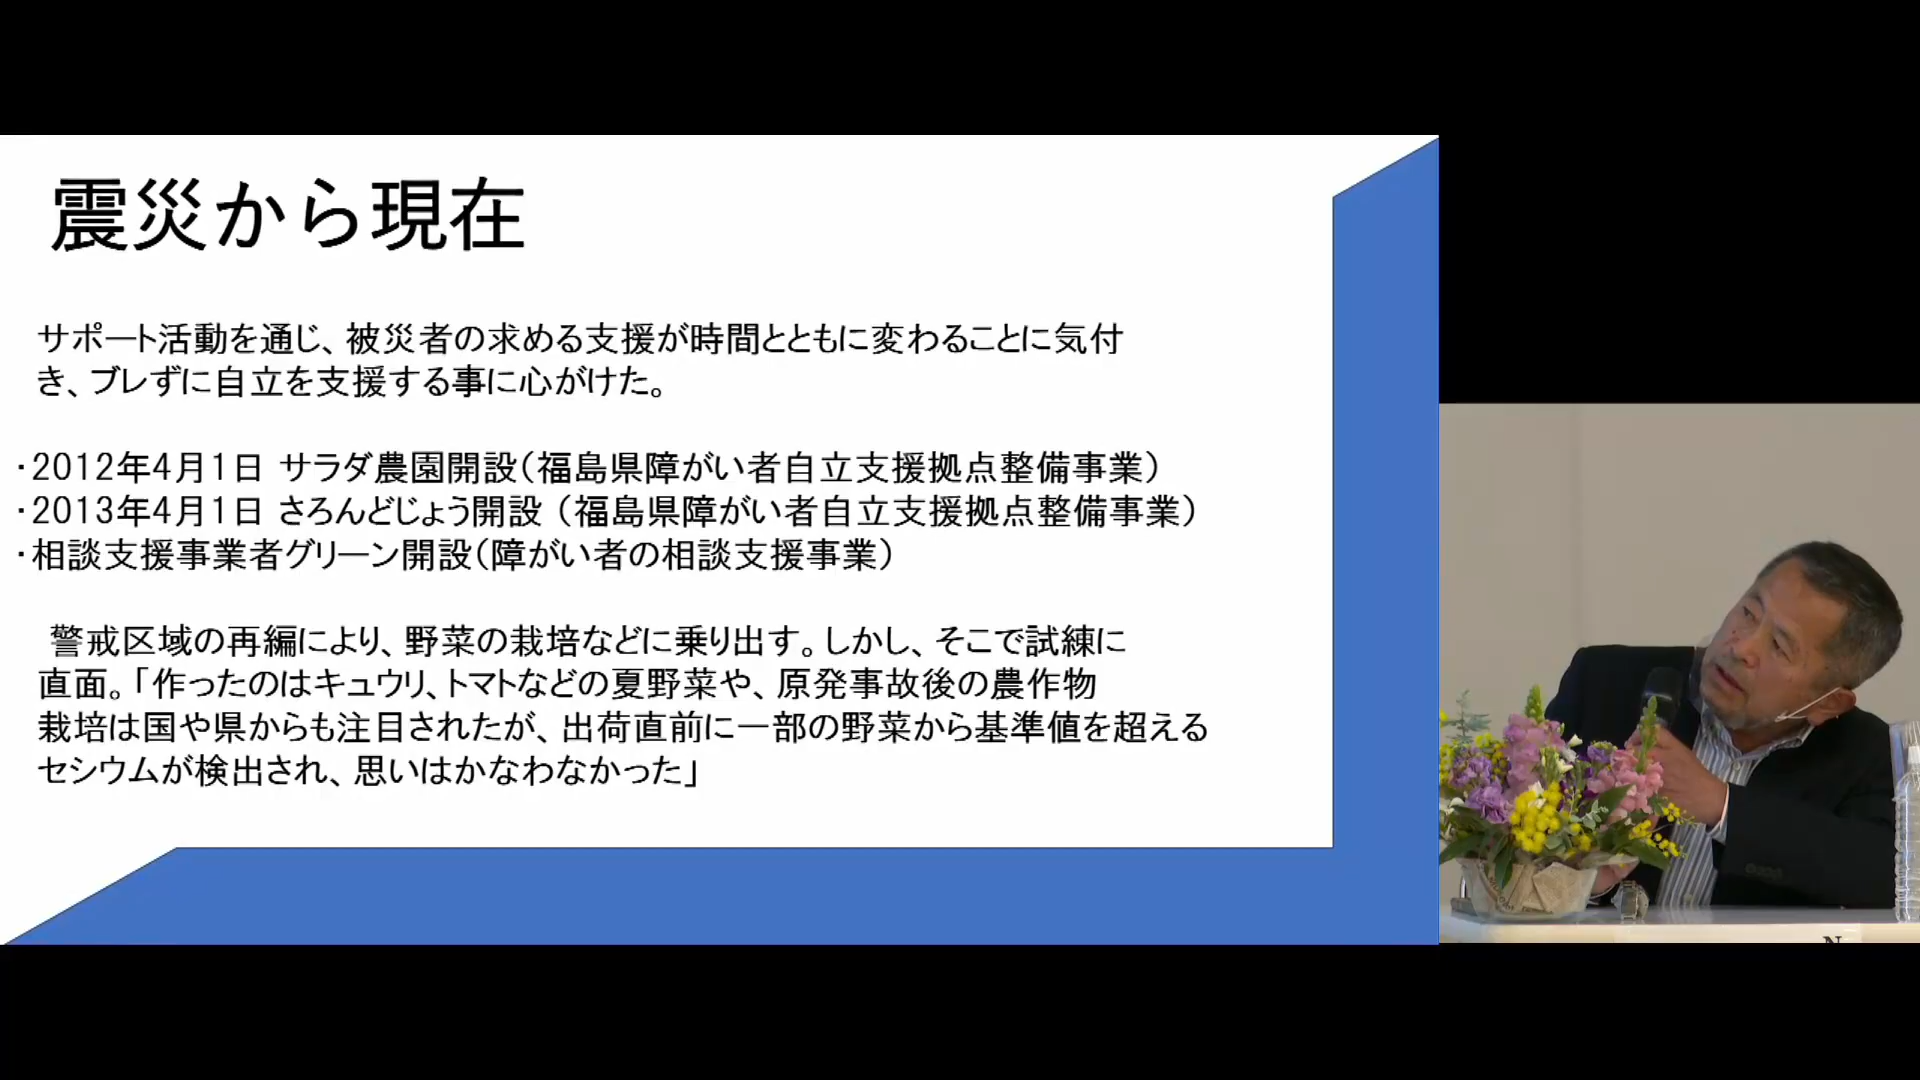 震災から現在
サポート活動を通じ、被災者の求める支援が時間とともに変わることに気付
き、ブレずに自立を支援する事に心がけた。
・2012年4月1日 サラダ農園開設(福島県障がい者自立支援拠点整備事業)
・2013年4月1日 さろんどじょう開設 (福島県障がい者自立支援拠点整備事業)
・相談支援事業者グリーン開設(障がい者の相談支援事業)
警戒区域の再編により、野菜の栽培などに乗り出す。しかし、そこで試練に
直面。「作ったのはキュウリ、トマトなどの夏野菜や、原発事故後の農作物
栽培は国や県からも注目されたが、出荷直前に一部の野菜から基準値を超える
セシウムが検出され、思いはかなわなかった」